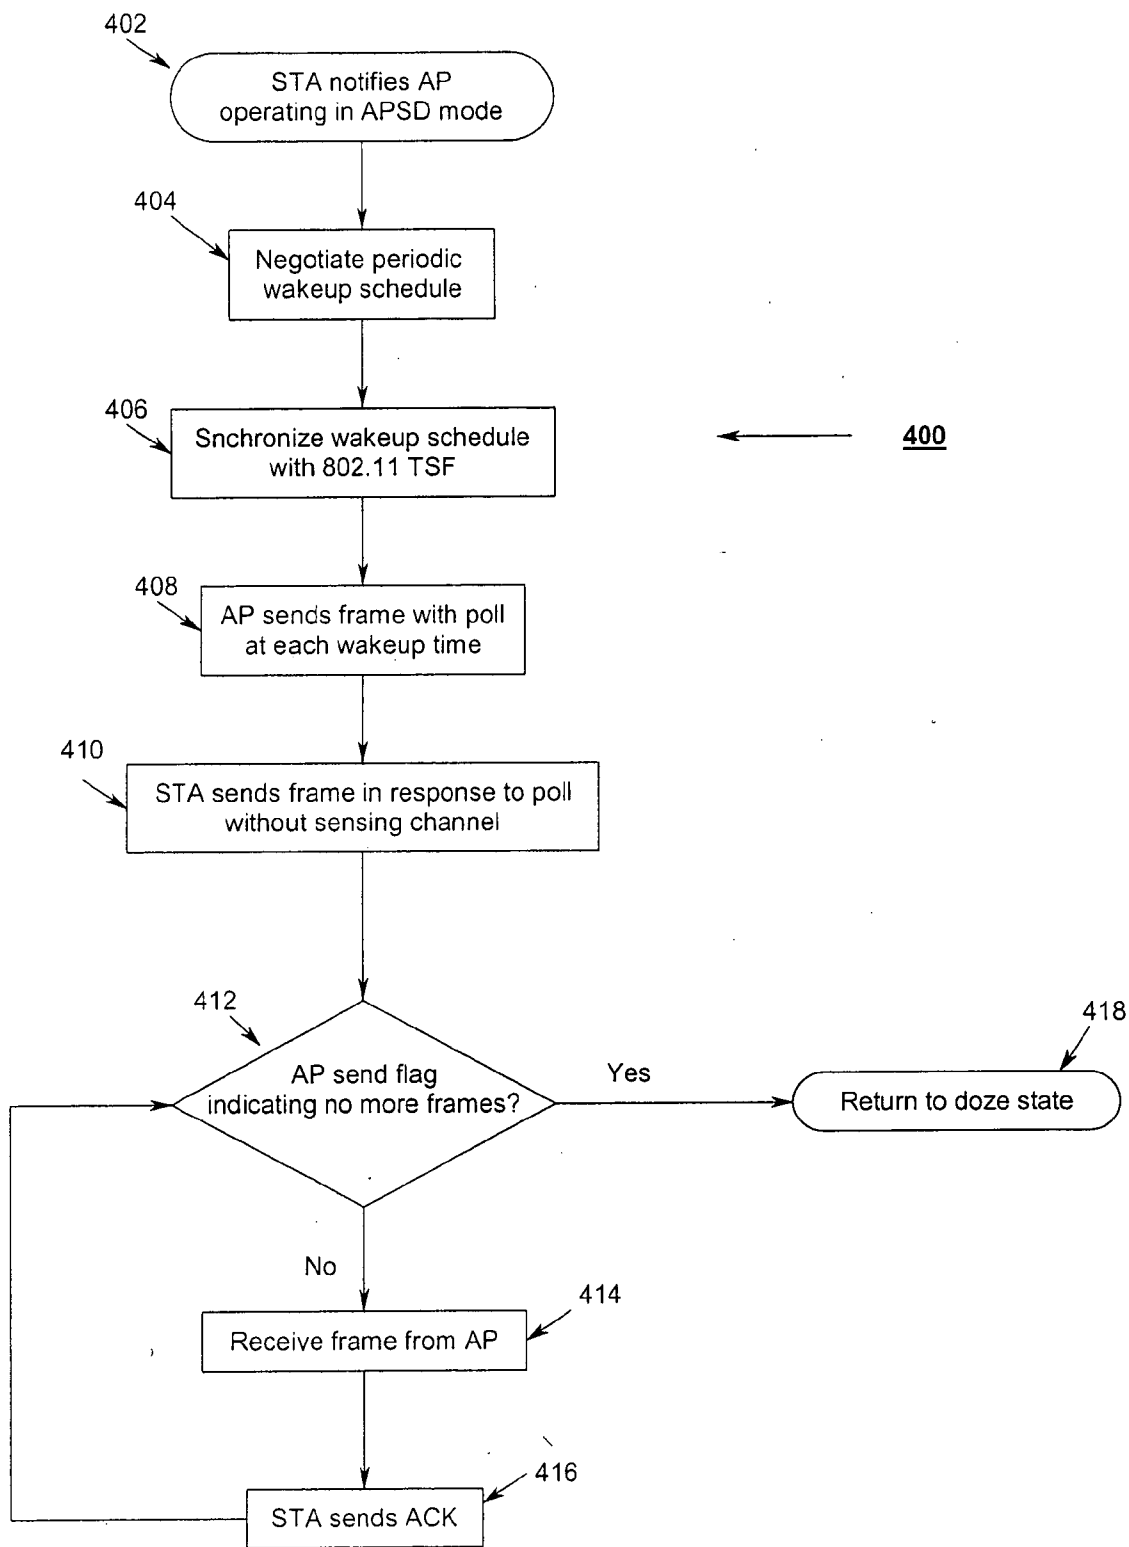 402
STA notifies AP
operating in APSD mode
404
Negotiate periodic
wakeup schedule
406
Snchronize wakeup schedule
with 802.11 TSF
400
408
AP sends frame with poll
at each wakeup time
410
STA sends frame in response to poll
without sensing channel
412
AP send flag
indicating no more frames?
Yes
418
Return to doze state
No
414
Receive frame from AP
416
STA sends ACK